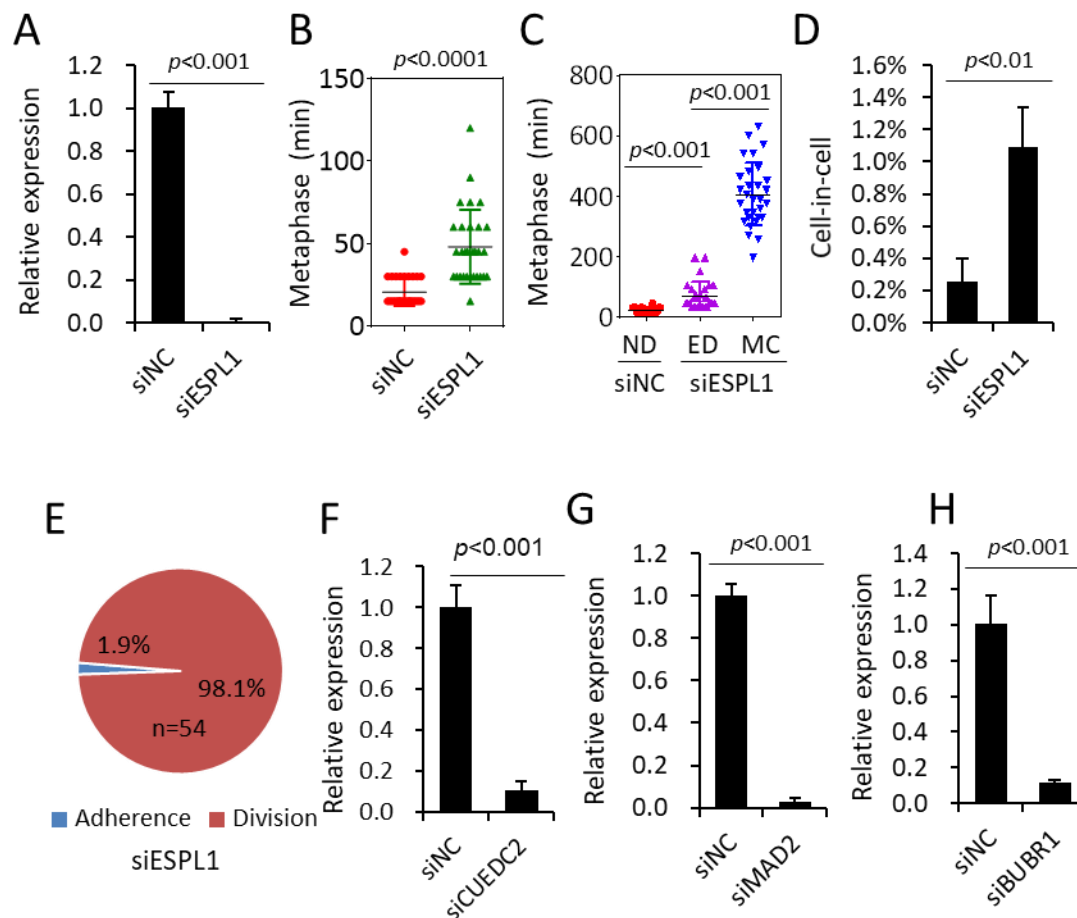 A
p<0.001
Relative expression
1.2
1.0
0.8
0.6
0.4
0.2
0.0
siNC
siESPL1
B
p<0.0001
Metaphase (min)
150
100
50
0
siNC
siESPL1
C
p<0.001
p<0.001
Metaphase (min)
800
600
400
200
0
ND ED MC
siNC siESPL1
D
p<0.01
Cell-in-cell
1.6%
1.4%
1.2%
1.0%
0.8%
0.6%
0.4%
0.2%
0.0%
siNC
siESPL1
E
1.9%
98.1%
n=54
Adherence Division
siESPL1
F
p<0.001
Relative expression
1.2
1.0
0.8
0.6
0.4
0.2
0.0
siNC
siCUEDC2
G
p<0.001
Relative expression
1.2
1.0
0.8
0.6
0.4
0.2
0.0
siNC
siMAD2
H
p<0.001
Relative expression
1.4
1.2
1.0
0.8
0.6
0.4
0.2
0.0
siNC
siBUBR1